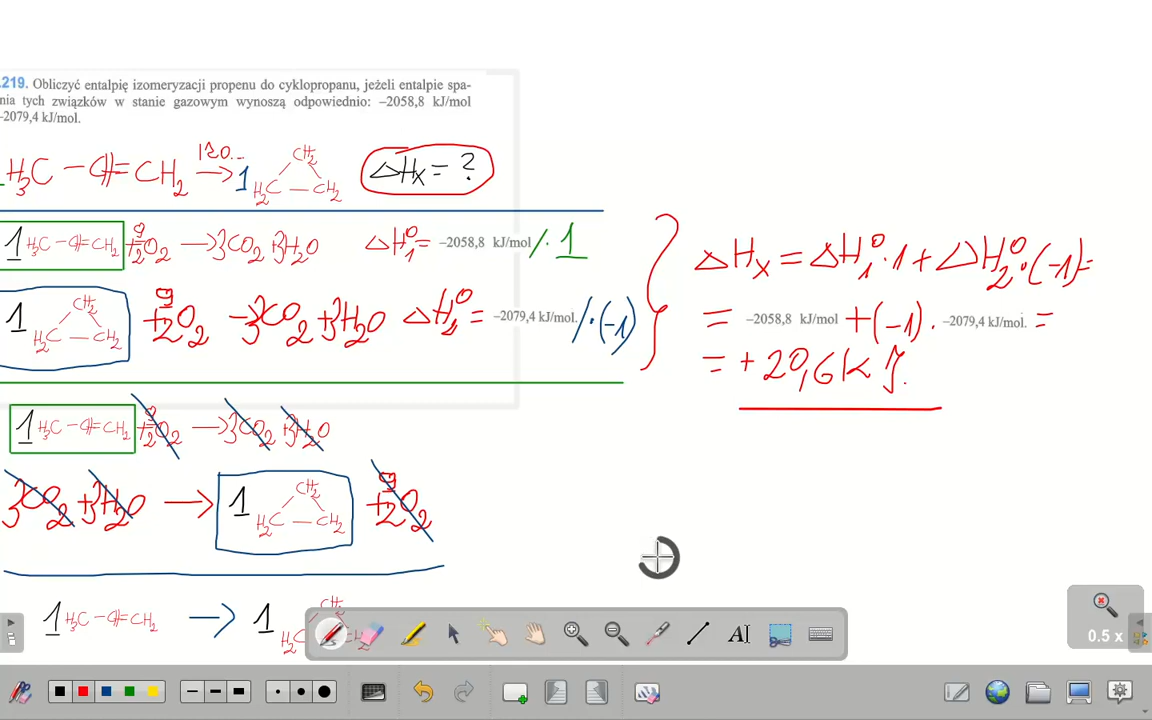 219. Obliczyć entalpię izomeryzacji propenu do cyklopropanu, jeżeli entalpie spa-
nia tych związków w stanie gazowym wynoszą odpowiednio: –2058,8 kJ/mol
–2079,4 kJ/mol.
H3C – CH = CH2 izo... → 1 CH2 H2C – CH2 ΔHx = ?
1 H3C – CH = CH2 + 9/2 O2 → 3CO2 + 3H2O ΔH1° = –2058,8 kJ/mol / · 1
1 CH2 H2C – CH2 + 9/2 O2 → 3CO2 + 3H2O ΔH2° = –2079,4 kJ/mol. / · (-1)
ΔHx = ΔH1° · 1 + ΔH2° · (-1) =
= –2058,8 kJ/mol + (-1) · –2079,4 kJ/mol. =
= + 20,6 kJ.
1 H3C – CH = CH2 + 9/2 O2 → 3CO2 + 3H2O
3CO2 + 3H2O → 1 CH2 H2C – CH2 + 9/2 O2
1 H3C – CH = CH2 → 1 CH2 H2C
0.5 x